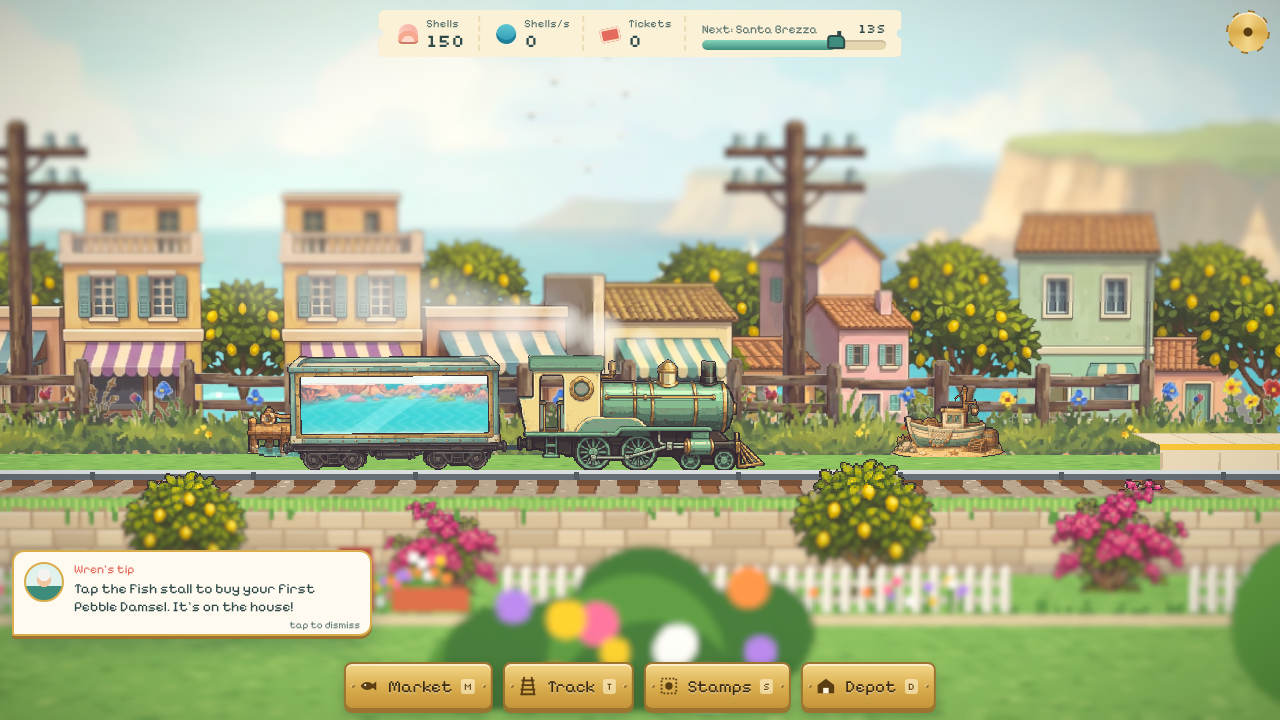 Shells
150
Shells/s
0
Tickets
0
Next: Santa Brezza 13s
Wren's tip
Tap the Fish stall to buy your first
Pebble Damsel. It's on the house!
tap to dismiss
Market M
Track T
Stamps S
Depot D